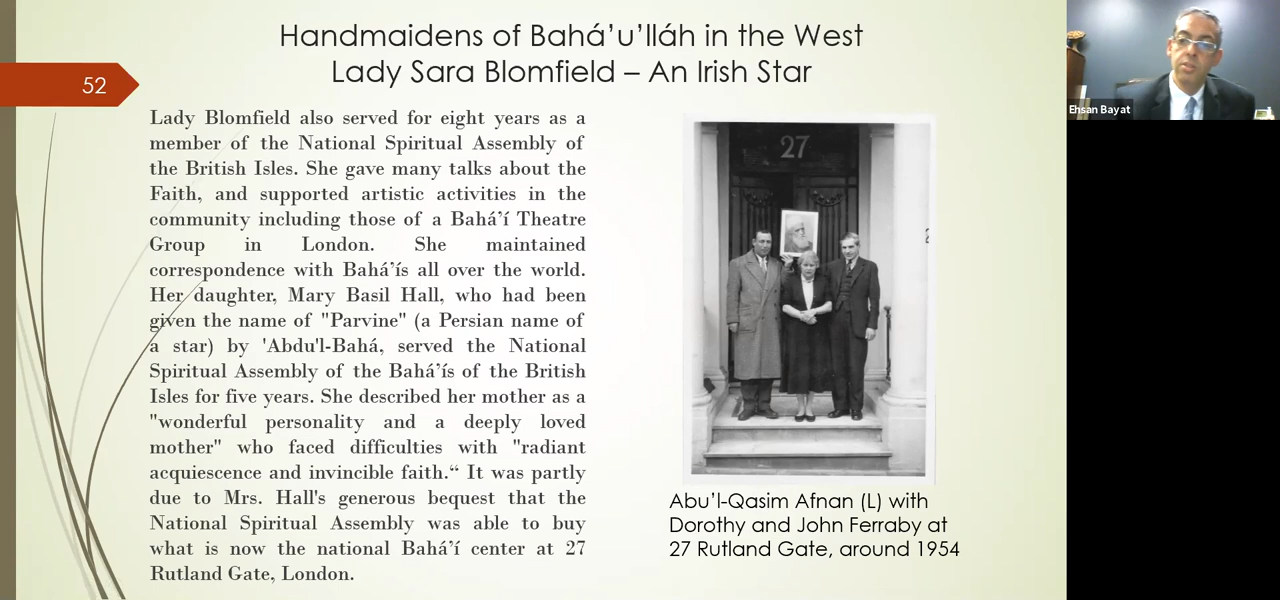 Handmaidens of Bahá’u’lláh in the West
Lady Sara Blomfield – An Irish Star
52
Lady Blomfield also served for eight years as a
member of the National Spiritual Assembly of
the British Isles. She gave many talks about the
Faith, and supported artistic activities in the
community including those of a Bahá’í Theatre
Group in London. She maintained
correspondence with Bahá’ís all over the world.
Her daughter, Mary Basil Hall, who had been
given the name of "Parvine" (a Persian name of
a star) by 'Abdu'l-Bahá, served the National
Spiritual Assembly of the Bahá’ís of the British
Isles for five years. She described her mother as a
"wonderful personality and a deeply loved
mother" who faced difficulties with "radiant
acquiescence and invincible faith.“ It was partly
due to Mrs. Hall's generous bequest that the
National Spiritual Assembly was able to buy
what is now the national Bahá’í center at 27
Rutland Gate, London.
27
Abu’l-Qasim Afnan (L) with
Dorothy and John Ferraby at
27 Rutland Gate, around 1954
Ehsan Bayat